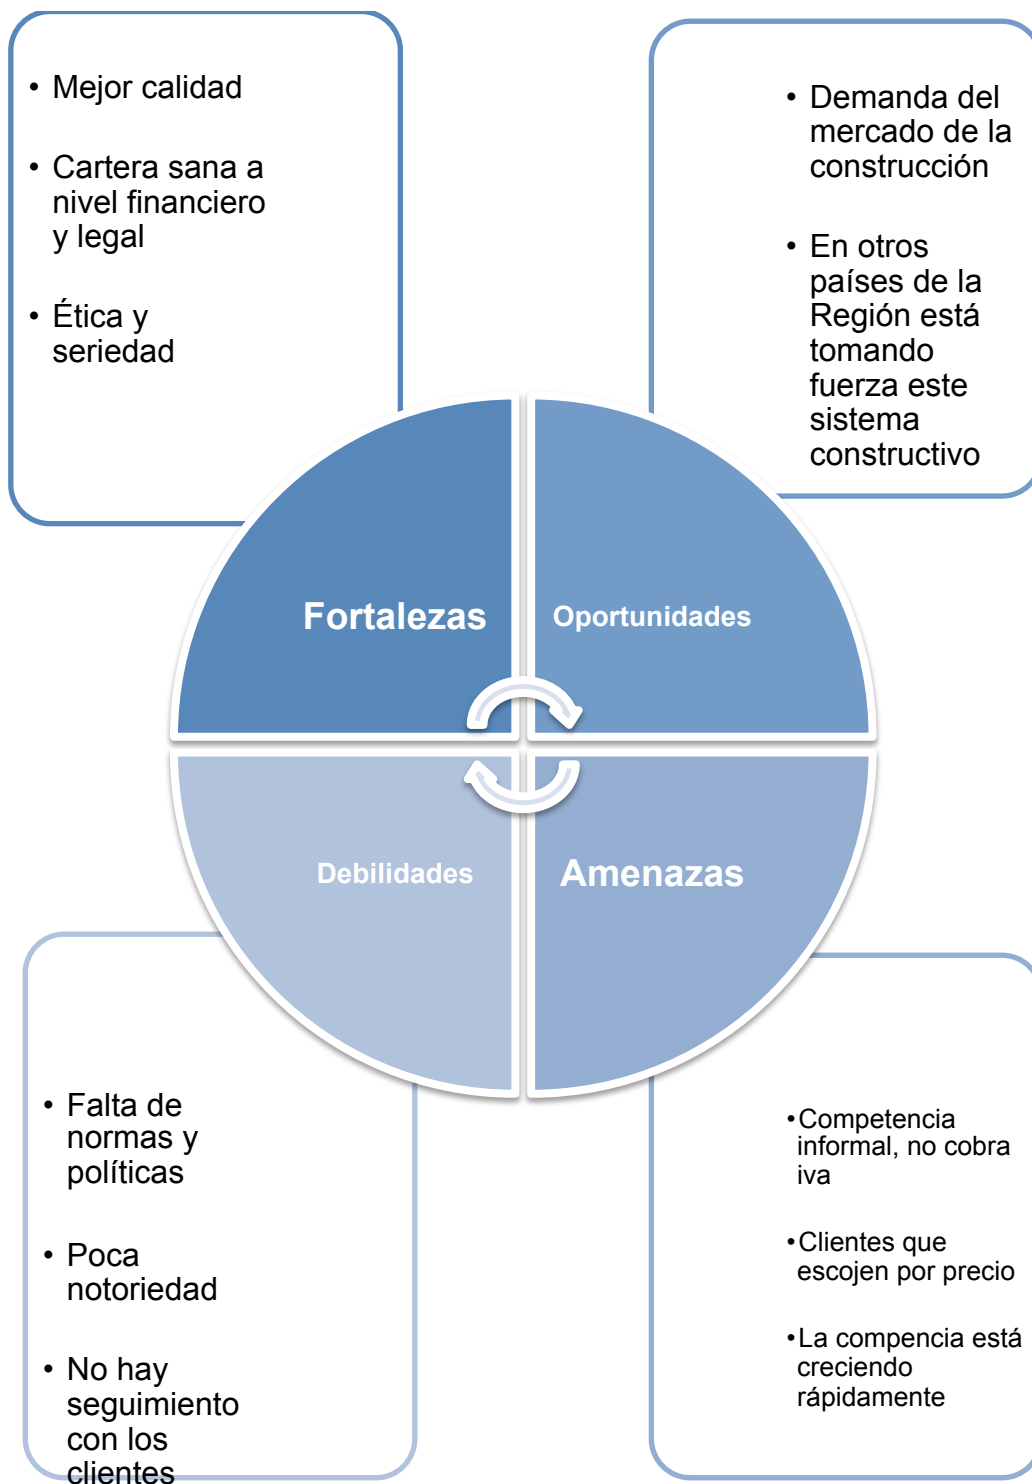 • Mejor calidad
• Cartera sana a
nivel financiero
y legal
• Ética y
seriedad
• Demanda del
mercado de la
construcción
• En otros
países de la
Región está
tomando
fuerza este
sistema
constructivo
Fortalezas
Oportunidades
Debilidades
Amenazas
• Falta de
normas y
políticas
• Poca
notoriedad
• No hay
seguimiento
con los
clientes
•Competencia
informal, no cobra
iva
•Clientes que
escojen por precio
•La compencia está
creciendo
rápidamente